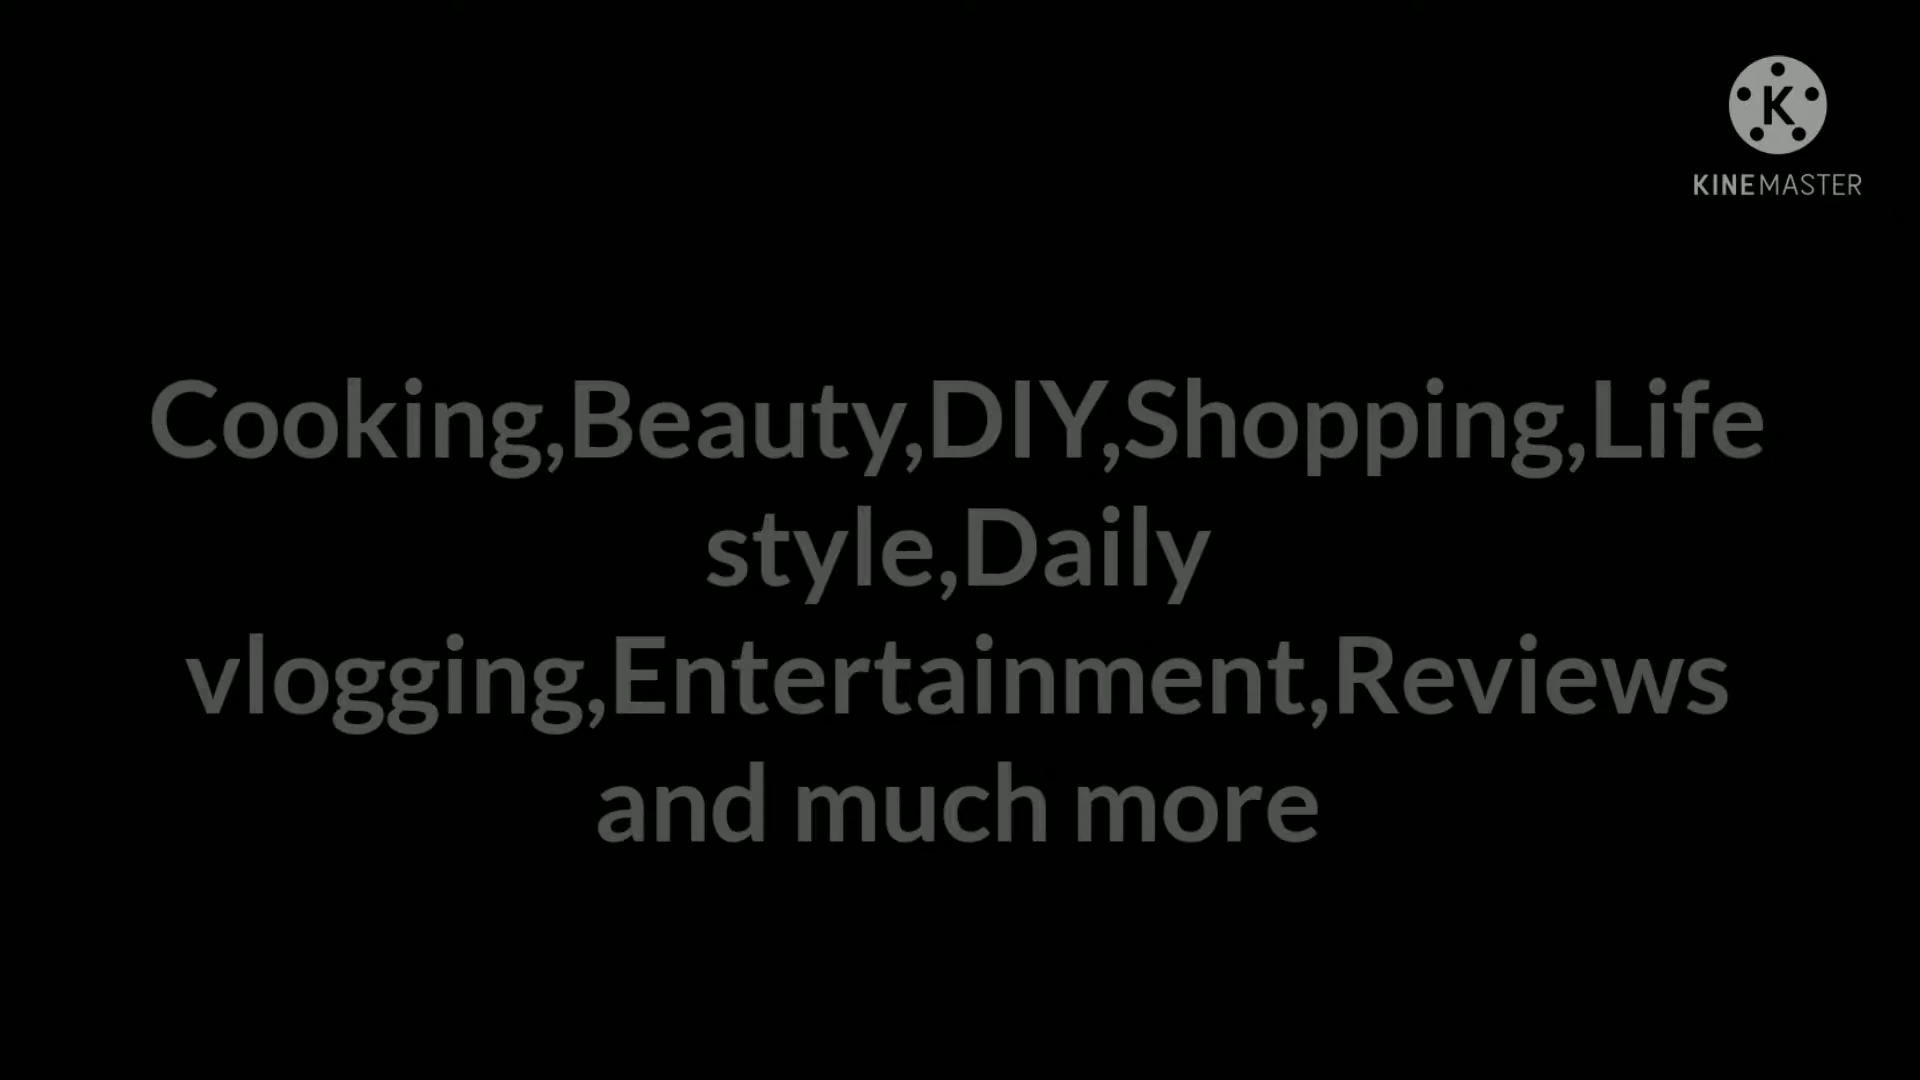 K
KINEMASTER
Cooking,Beauty,DIY,Shopping,Life
style,Daily
vlogging,Entertainment,Reviews
and much more